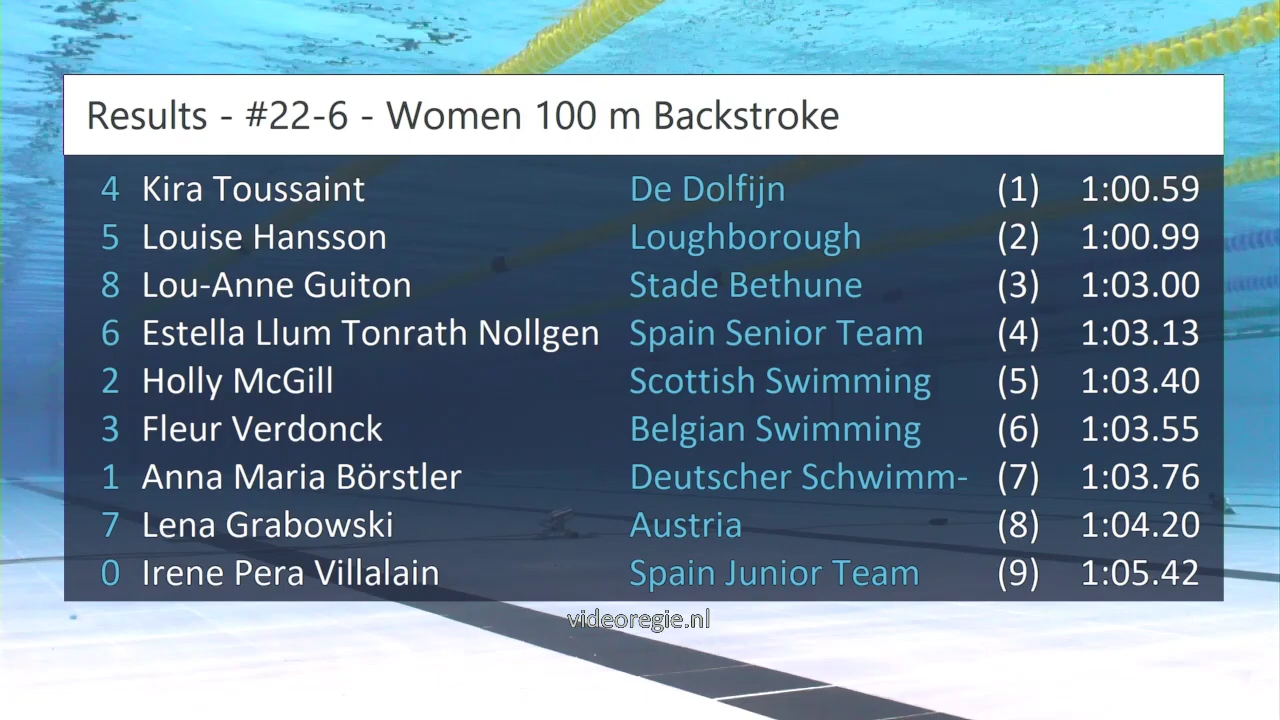 Results - #22-6 - Women 100 m Backstroke
4 Kira Toussaint De Dolfijn (1) 1:00.59
5 Louise Hansson Loughborough (2) 1:00.99
8 Lou-Anne Guiton Stade Bethune (3) 1:03.00
6 Estella Llum Tonrath Nollgen Spain Senior Team (4) 1:03.13
2 Holly McGill Scottish Swimming (5) 1:03.40
3 Fleur Verdonck Belgian Swimming (6) 1:03.55
1 Anna Maria Börstler Deutscher Schwimm- (7) 1:03.76
7 Lena Grabowski Austria (8) 1:04.20
0 Irene Pera Villalain Spain Junior Team (9) 1:05.42
videoregie.nl